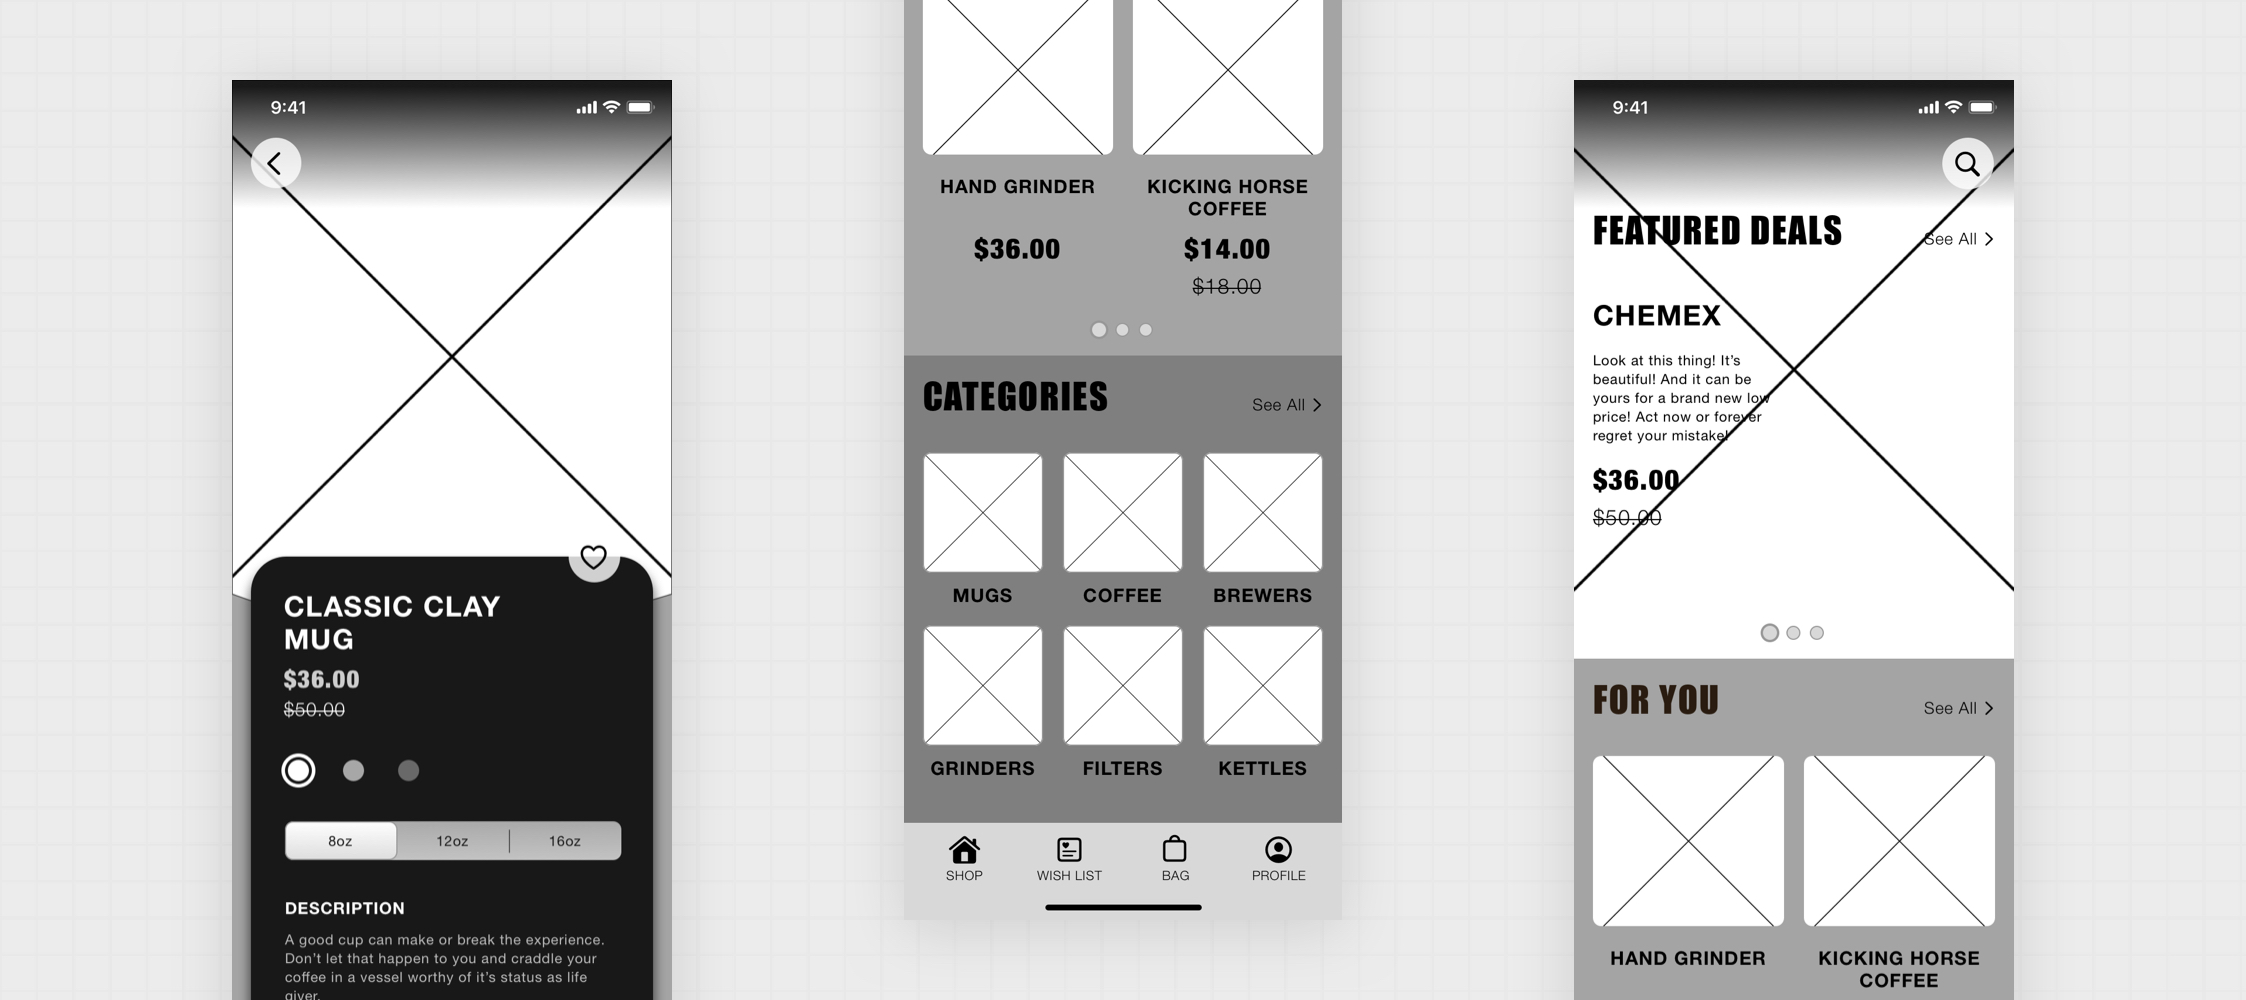 9:41
CLASSIC CLAY
MUG
$36.00
$50.00
8oz 12oz 16oz
DESCRIPTION
A good cup can make or break the experience.
Don't let that happen to you and craddle your
coffee in a vessel worthy of it's status as life
giver.
HAND GRINDER
KICKING HORSE
COFFEE
$36.00
$14.00
$18.00
CATEGORIES
See All
MUGS
COFFEE
BREWERS
GRINDERS
FILTERS
KETTLES
SHOP
WISH LIST
BAG
PROFILE
9:41
FEATURED DEALS
See All
CHEMEX
Look at this thing! It's
beautiful! And it can be
yours for a brand new low
price! Act now or forever
regret your mistake!
$36.00
$50.00
FOR YOU
See All
HAND GRINDER
KICKING HORSE
COFFEE